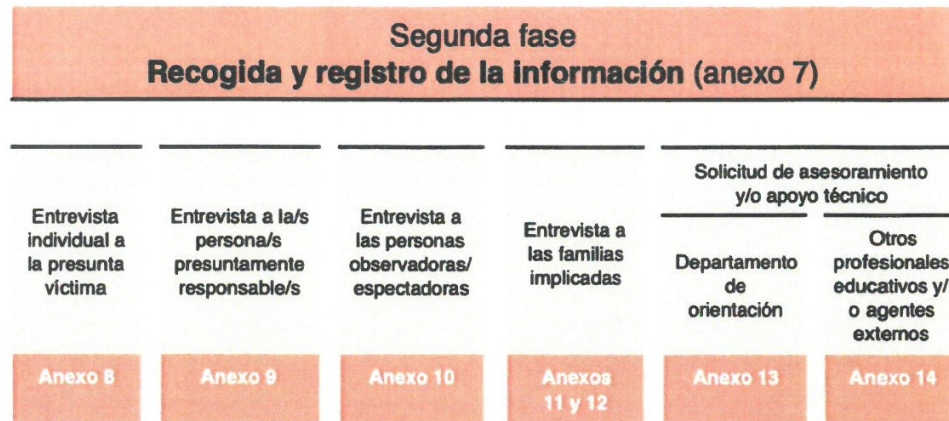 Segunda fase
Recogida y registro de la información (anexo 7)
Entrevista
individual a
la presunta
víctima
Anexo 8
Entrevista a la/s
persona/s
presuntamente
responsable/s
Anexo 9
Entrevista a
las personas
observadoras/
espectadoras
Anexo 10
Entrevista a
las familias
implicadas
Anexos
11 y 12
Solicitud de asesoramiento
y/o apoyo técnico
Departamento
de
orientación
Anexo 13
Otros
profesionales
educativos y/
o agentes
externos
Anexo 14